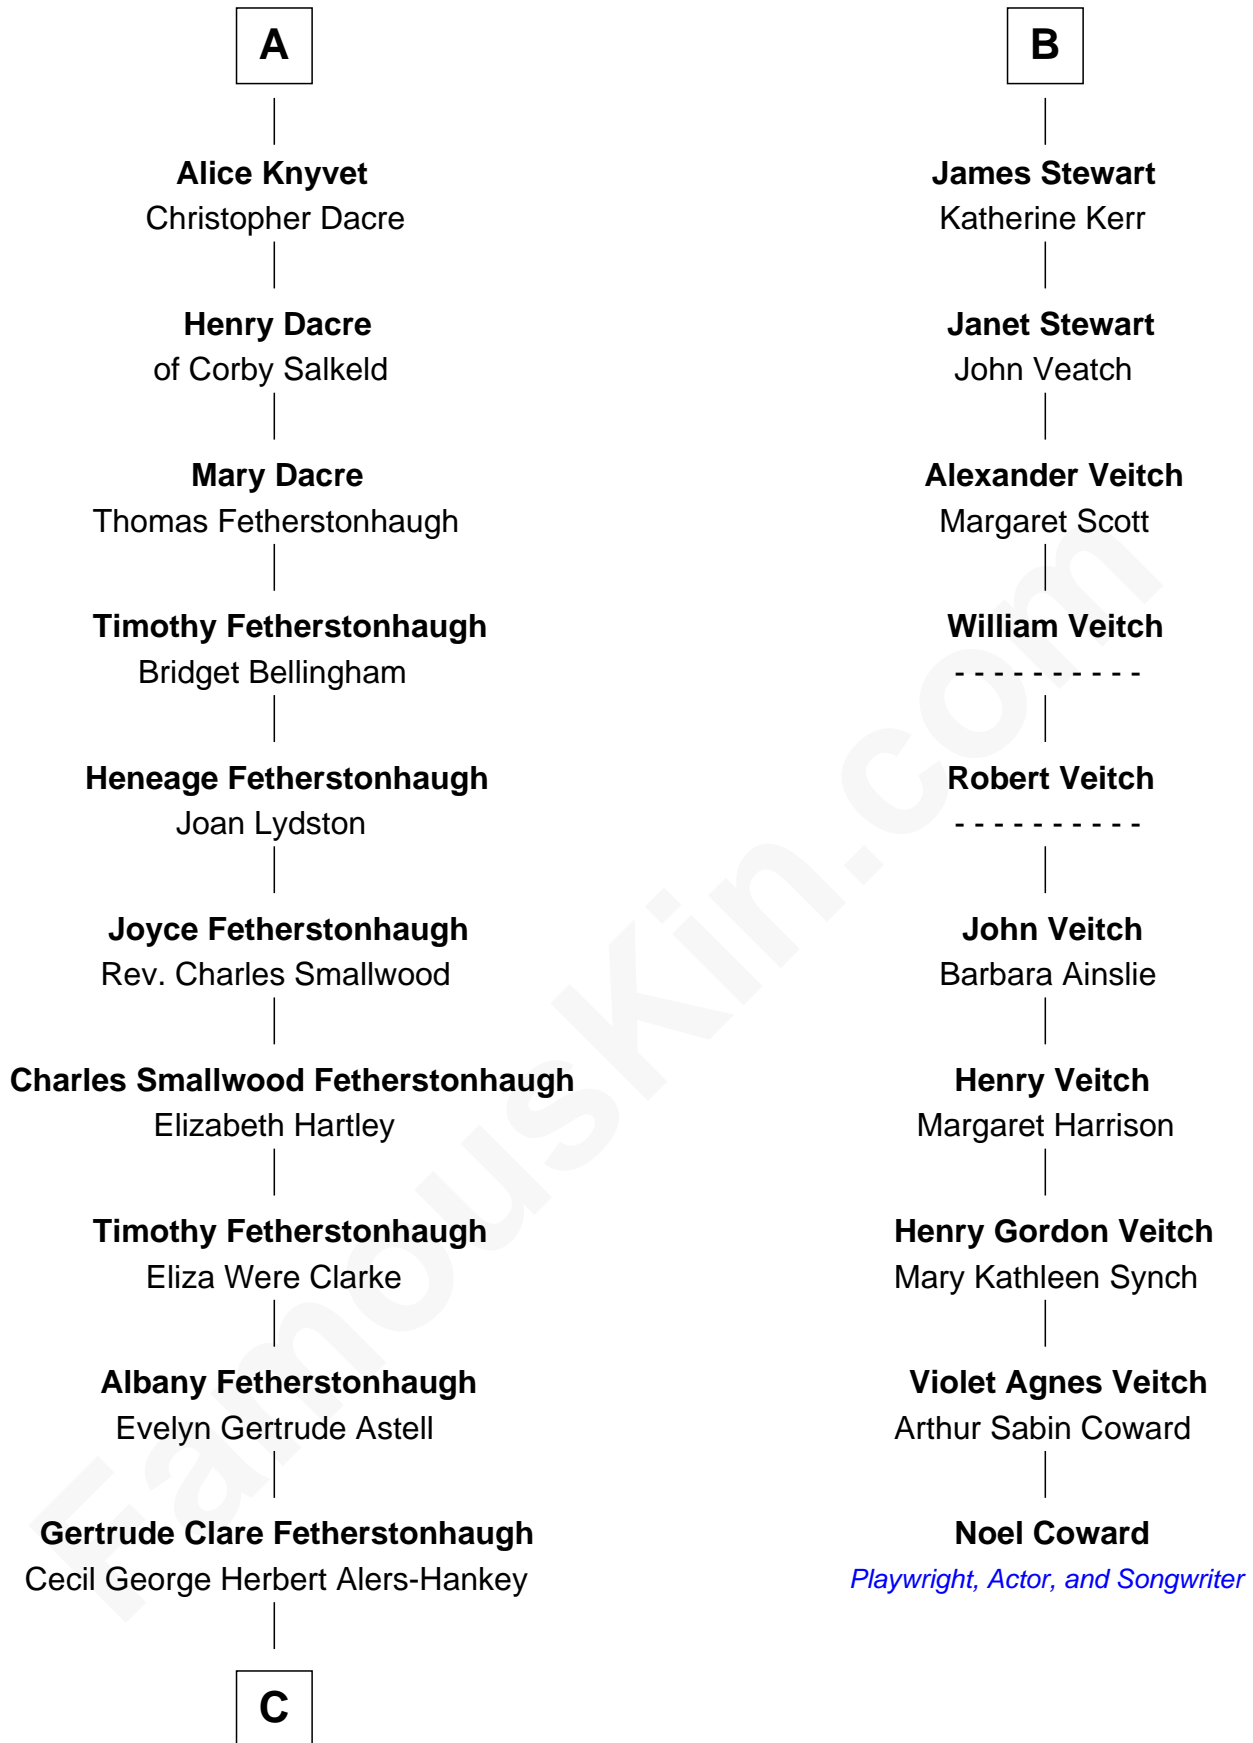 A
Alice Knyvet
Christopher Dacre
Henry Dacre
of Corby Salkeld
Mary Dacre
Thomas Fetherstonhaugh
Timothy Fetherstonhaugh
Bridget Bellingham
Heneage Fetherstonhaugh
Joan Lydston
Joyce Fetherstonhaugh
Rev. Charles Smallwood
Charles Smallwood Fetherstonhaugh
Elizabeth Hartley
Timothy Fetherstonhaugh
Eliza Were Clarke
Albany Fetherstonhaugh
Evelyn Gertrude Astell
Gertrude Clare Fetherstonhaugh
Cecil George Herbert Alers-Hankey
C
B
James Stewart
Katherine Kerr
Janet Stewart
John Veatch
Alexander Veitch
Margaret Scott
William Veitch
- - - - - - - - - -
Robert Veitch
- - - - - - - - - -
John Veitch
Barbara Ainslie
Henry Veitch
Margaret Harrison
Henry Gordon Veitch
Mary Kathleen Synch
Violet Agnes Veitch
Arthur Sabin Coward
Noel Coward
Playwright, Actor, and Songwriter
FamousKin.com